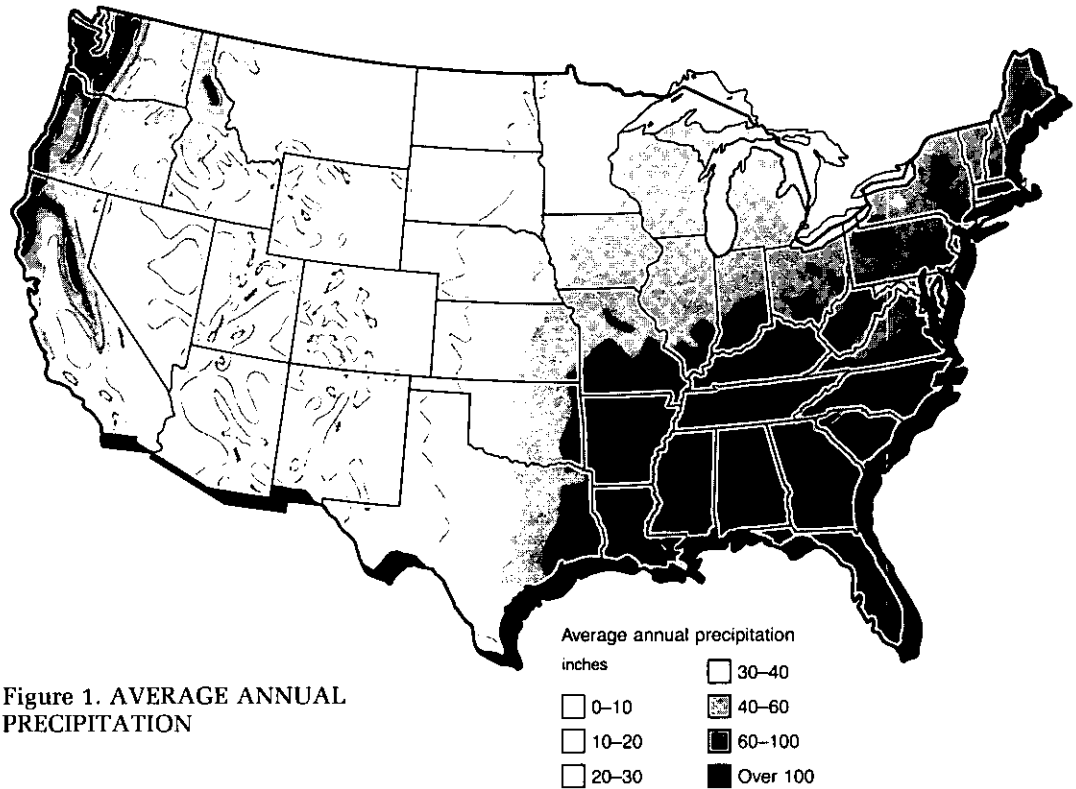 Average annual precipitation
inches
0–10
10–20
20–30
30–40
40–60
60–100
Over 100
Figure 1. AVERAGE ANNUAL
PRECIPITATION